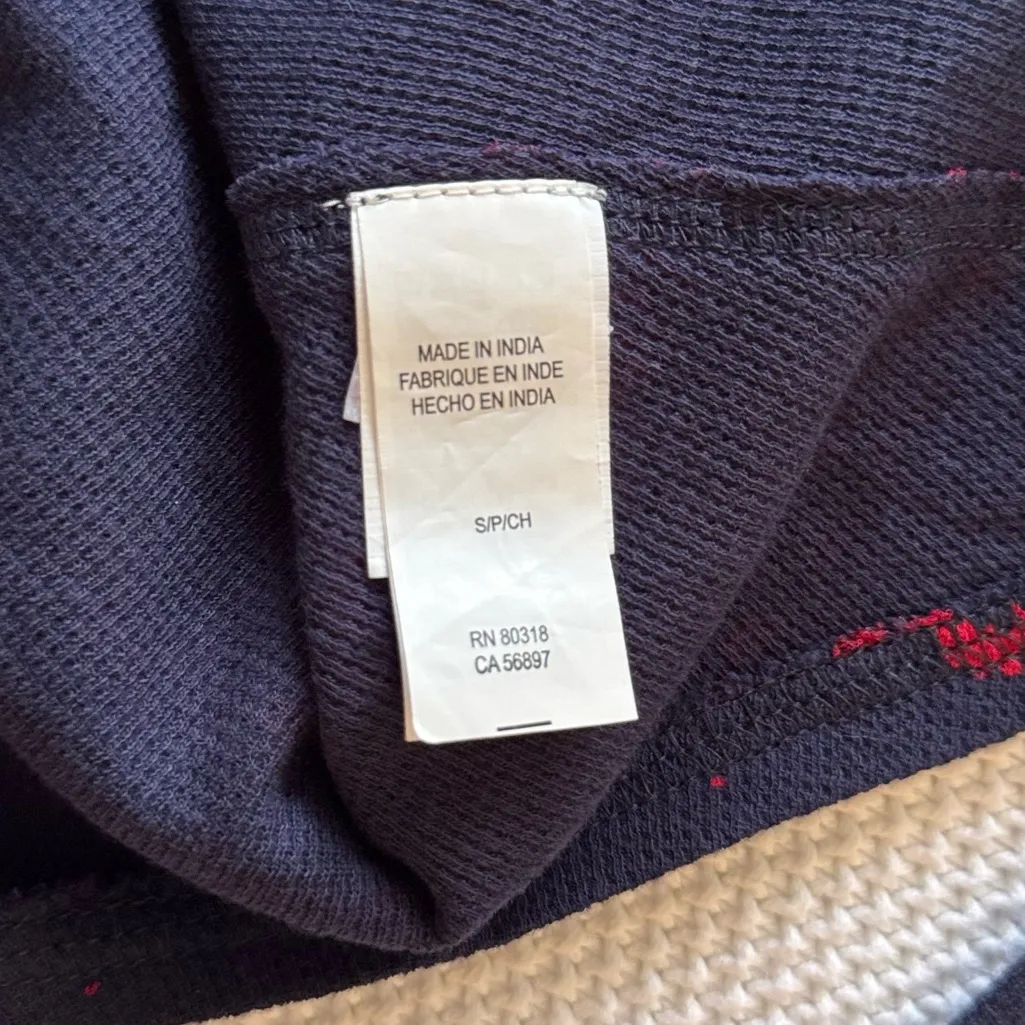 MADE IN INDIA
FABRIQUE EN INDE
HECHO EN INDIA
S/P/CH
RN 80318
CA 56897